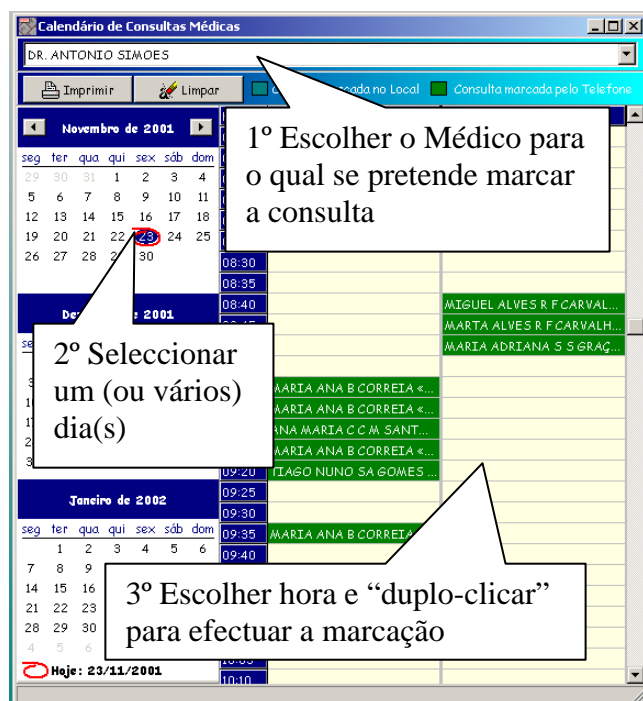 Calendário de Consultas Médicas
DR. ANTONIO SIMOES
Imprimir Limpar no Local Consulta marcada pelo Telefone
1º Escolher o Médico para
o qual se pretende marcar
a consulta
Novembro de 2001
seg ter qua qui sex sáb dom
29 30 31 1 2 3 4
5 6 7 8 9 10 11
12 13 14 15 16 17 18
19 20 21 22 23 24 25
26 27 28 30
08:30
08:35
08:40 MIGUEL ALVES R F CARVAL...
MARTA ALVES R F CARVALH...
MARIA ADRIANA S S GRAÇ...
2001
2º Seleccionar
um (ou vários)
dia(s)
MARIA ANA B CORREIA «...
MARIA ANA B CORREIA «...
ANA MARIA C C M SANT...
MARIA ANA B CORREIA «...
09:20 TIAGO NUNO SA GOMES ...
Janeiro de 2002
seg ter qua qui sex sáb dom
1 2 3 4 5 6
7 8 9
14 15 16
21 22 23
28 29 30
4 5 6
09:25
09:30
09:35 MARIA ANA B CORREIA
09:40
3º Escolher hora e “duplo-clicar”
para efectuar a marcação
Hoje: 23/11/2001
10:10